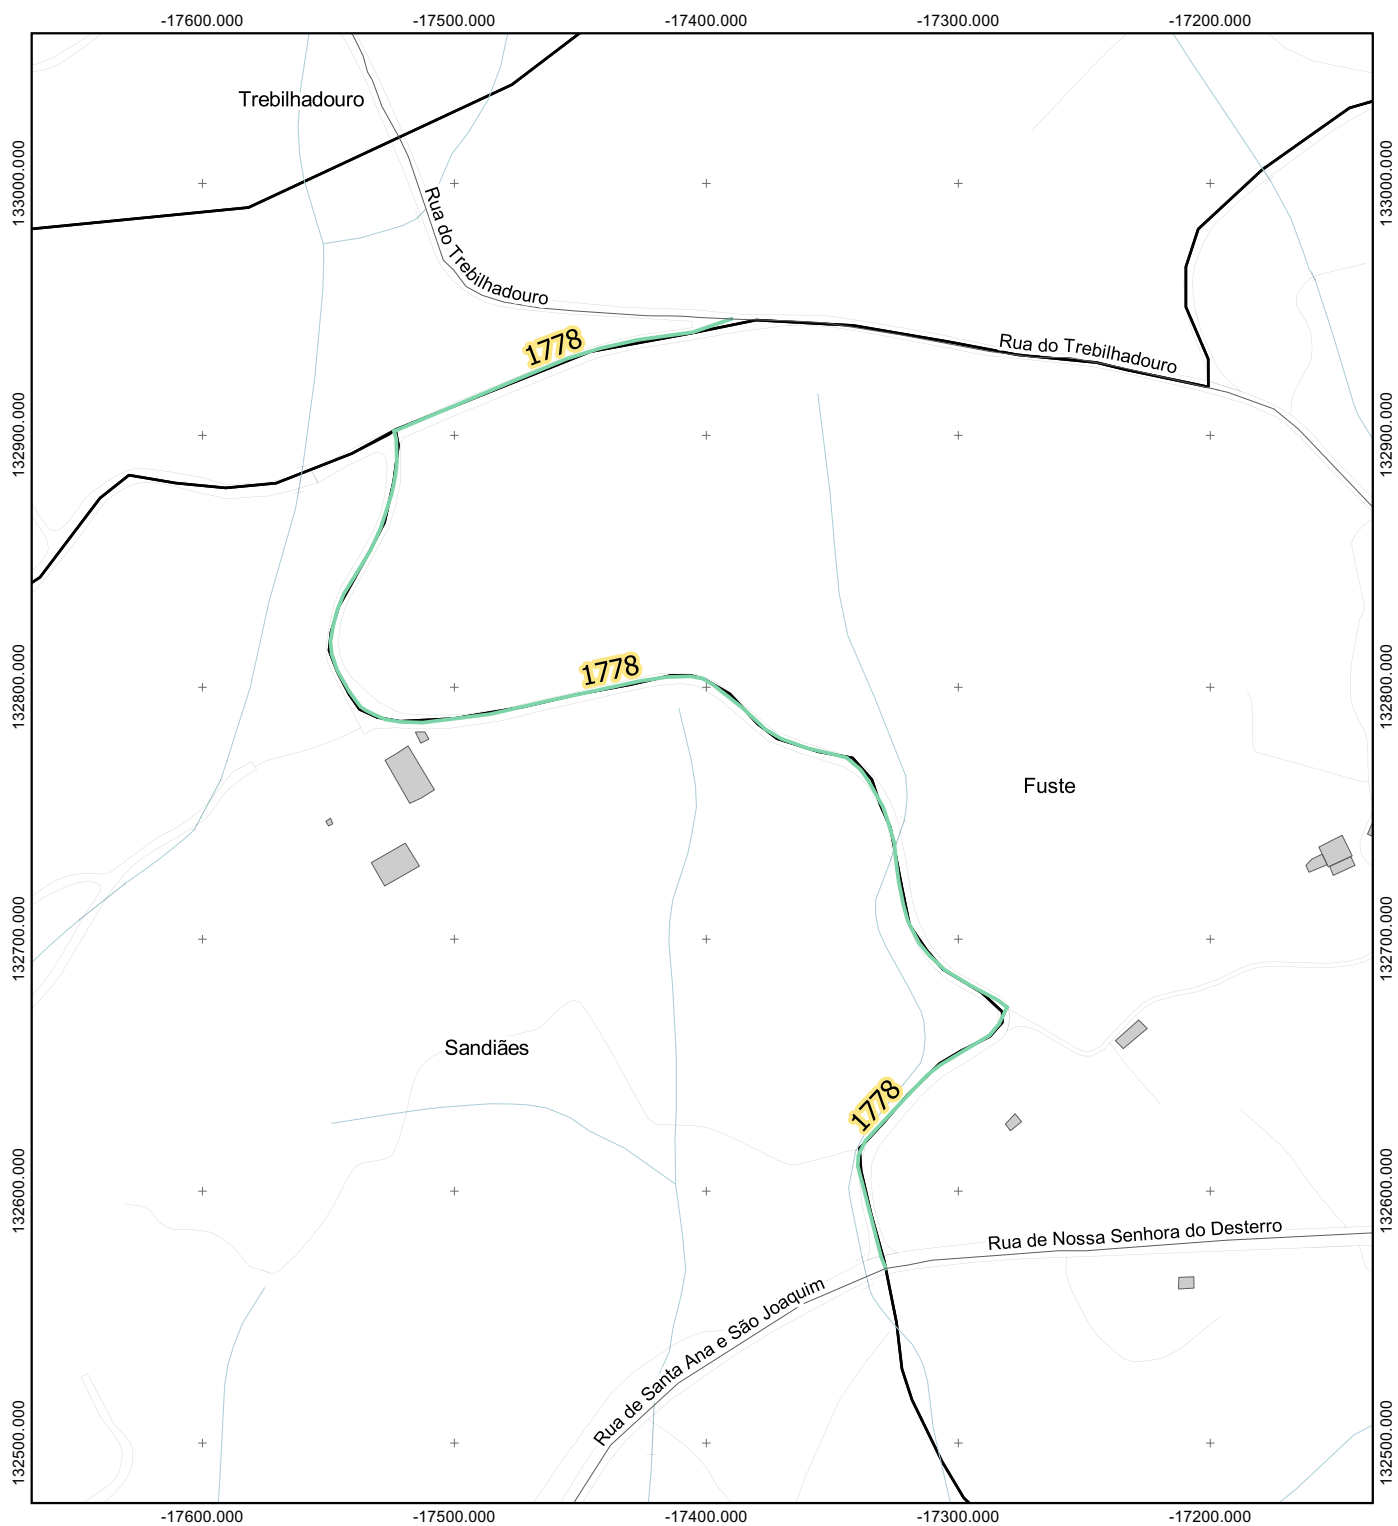 -17600.000 -17500.000 -17400.000 -17300.000 -17200.000
Trebilhadouro
133000.000 133000.000
Rua do Trebilhadouro
1778
Rua do Trebilhadouro
132900.000 132900.000
1778
132800.000 132800.000
Fuste
132700.000 132700.000
Sandiães
1778
132600.000 132600.000
Rua de Nossa Senhora do Desterro
Rua de Santa Ana e São Joaquim
132500.000 132500.000
-17600.000 -17500.000 -17400.000 -17300.000 -17200.000